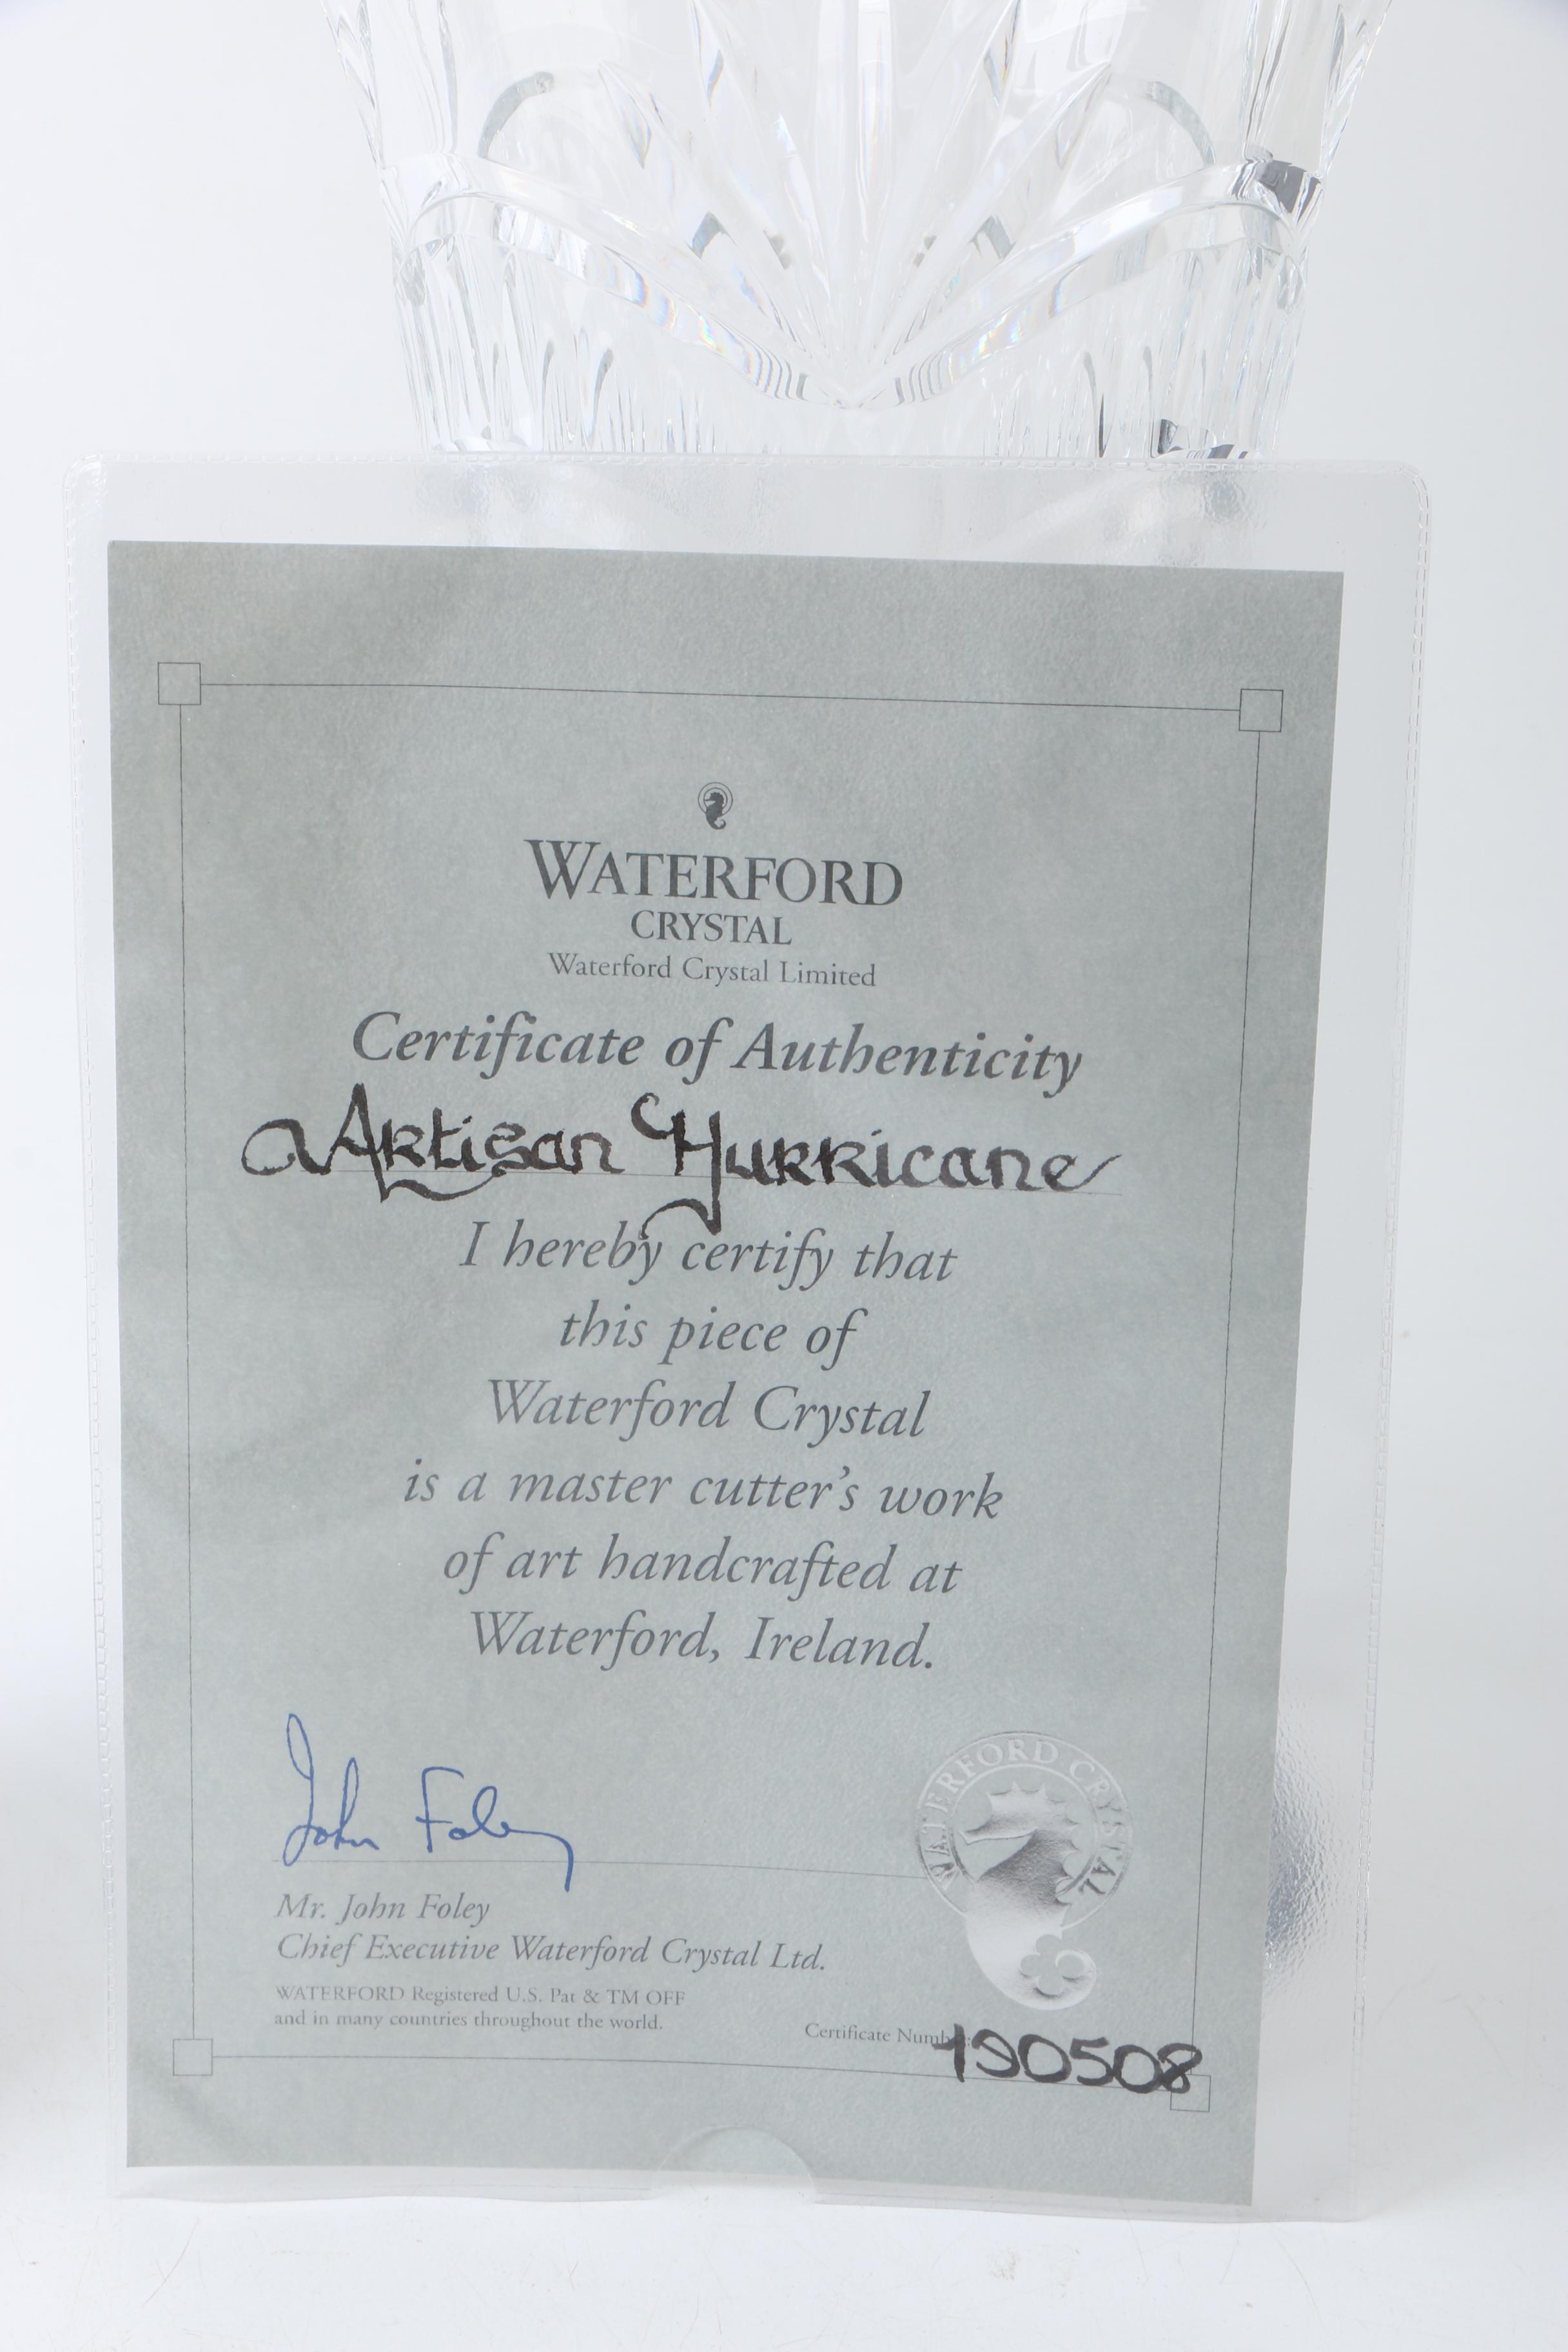 WATERFORD
CRYSTAL
Waterford Crystal Limited
Certificate of Authenticity
Artisan Hurricane
I hereby certify that
this piece of
Waterford Crystal
is a master cutter's work
of art handcrafted at
Waterford, Ireland.
John Foley
Mr. John Foley
Chief Executive Waterford Crystal Ltd.
WATERFORD Registered U.S. Pat & TM OFF
and in many countries throughout the world.
WATERFORD CRYSTAL
Certificate Number: 190508